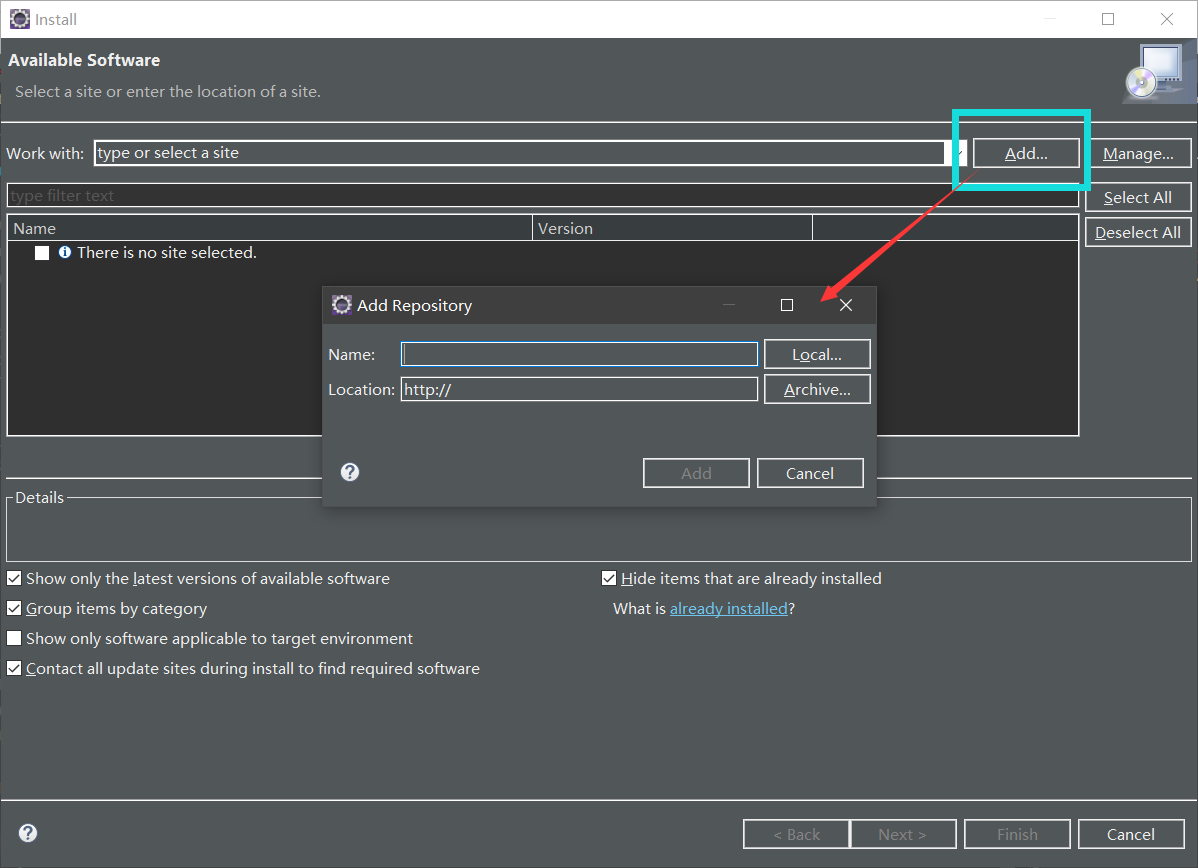 Install
Available Software
Select a site or enter the location of a site.
Work with: type or select a site Add... Manage...
type filter text Select All
Name Version Deselect All
There is no site selected.
Add Repository
Name: Local...
Location: http:// Archive...
Add Cancel
Details
Show only the latest versions of available software Hide items that are already installed
Group items by category What is already installed?
Show only software applicable to target environment
Contact all update sites during install to find required software
< Back Next > Finish Cancel